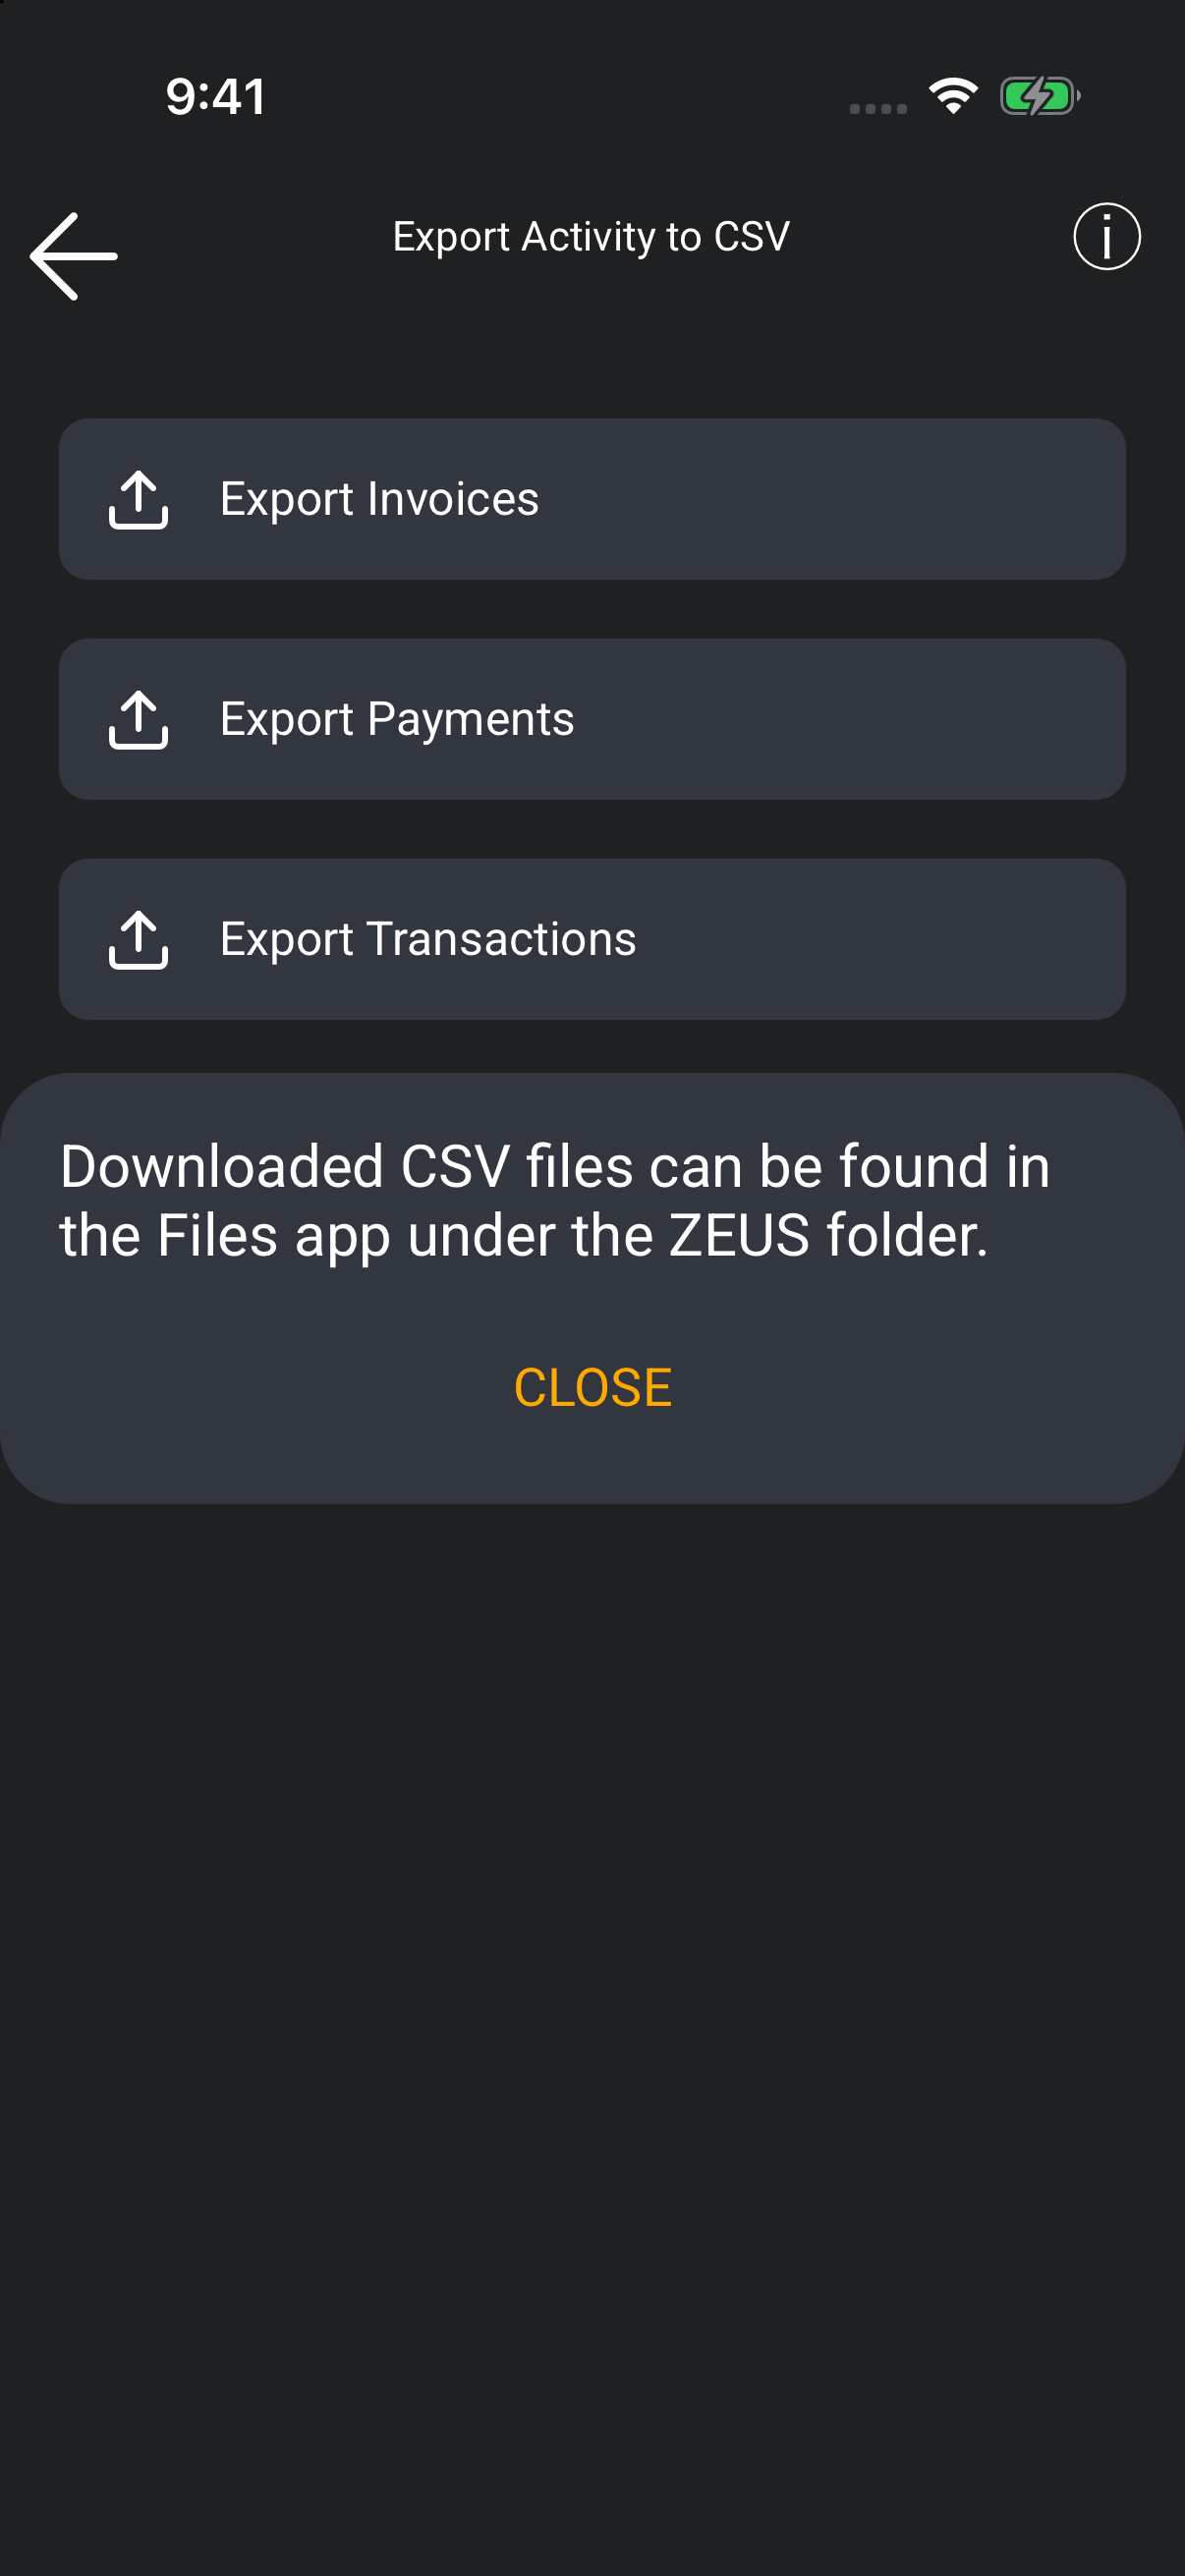 9:41
Export Activity to CSV
Export Invoices
Export Payments
Export Transactions
Downloaded CSV files can be found in
the Files app under the ZEUS folder.
CLOSE